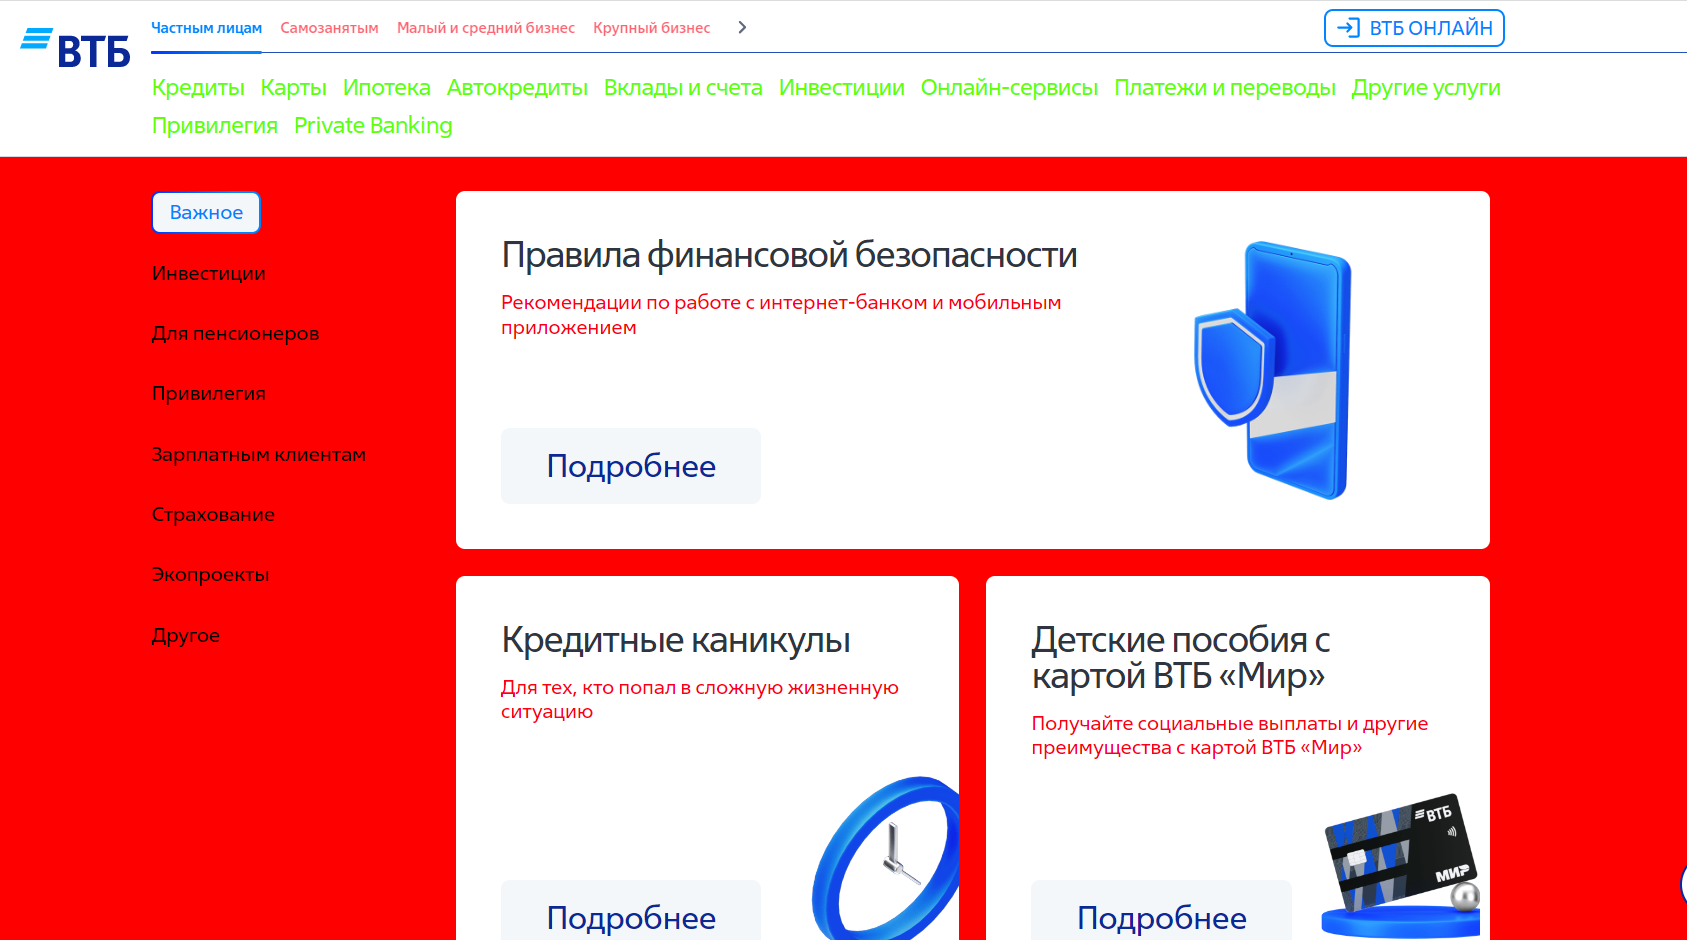 ВТБ
Частным лицам Самозанятым Малый и средний бизнес Крупный бизнес
ВТБ ОНЛАЙН
Кредиты Карты Ипотека Автокредиты Вклады и счета Инвестиции Онлайн-сервисы Платежи и переводы Другие услуги
Привилегия Private Banking
Важное
Инвестиции
Для пенсионеров
Привилегия
Зарплатным клиентам
Страхование
Экопроекты
Другое
Правила финансовой безопасности
Рекомендации по работе с интернет-банком и мобильным
приложением
Подробнее
Кредитные каникулы
Для тех, кто попал в сложную жизненную
ситуацию
Подробнее
Детские пособия с
картой ВТБ «Мир»
Получайте социальные выплаты и другие
преимущества с картой ВТБ «Мир»
ВТБ
МИР
Подробнее